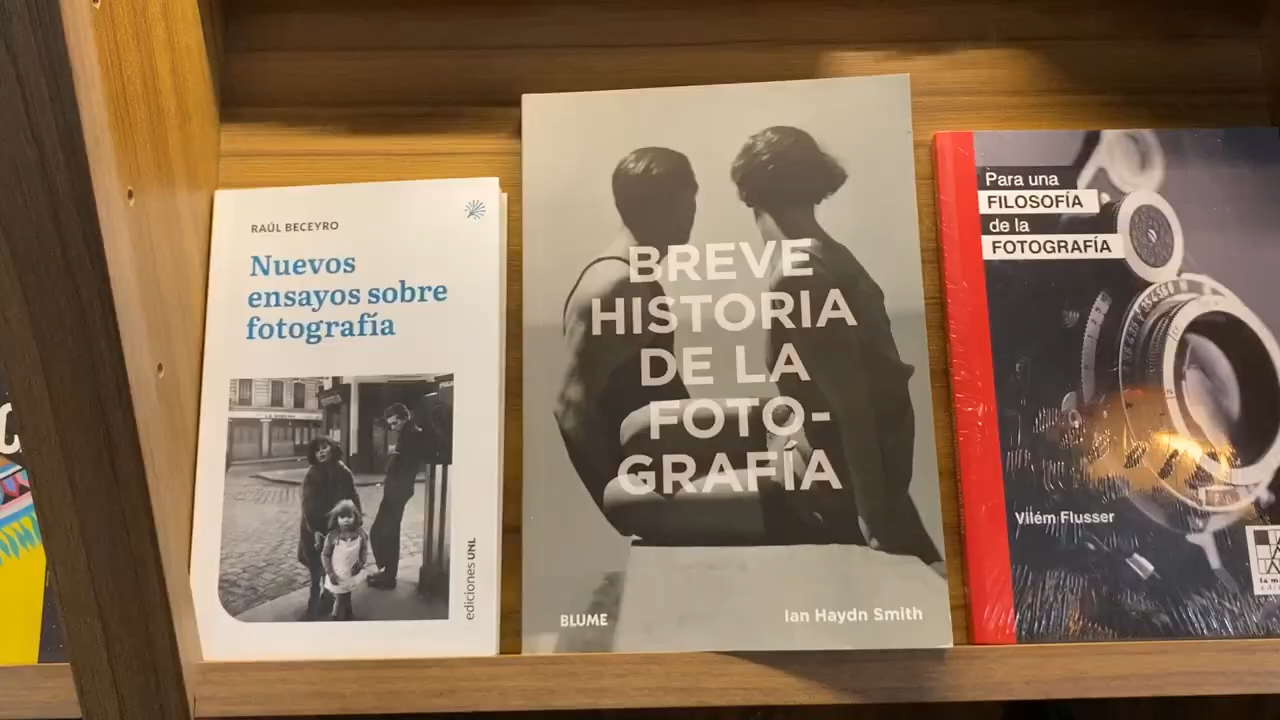 RAÚL BECEYRO
Nuevos
ensayos sobre
fotografía
ediciones UNL
BREVE
HISTORIA
DE LA
FOTO-
GRAFÍA
BLUME
Ian Haydn Smith
Para una
FILOSOFÍA
de la
FOTOGRAFÍA
Vilém Flusser